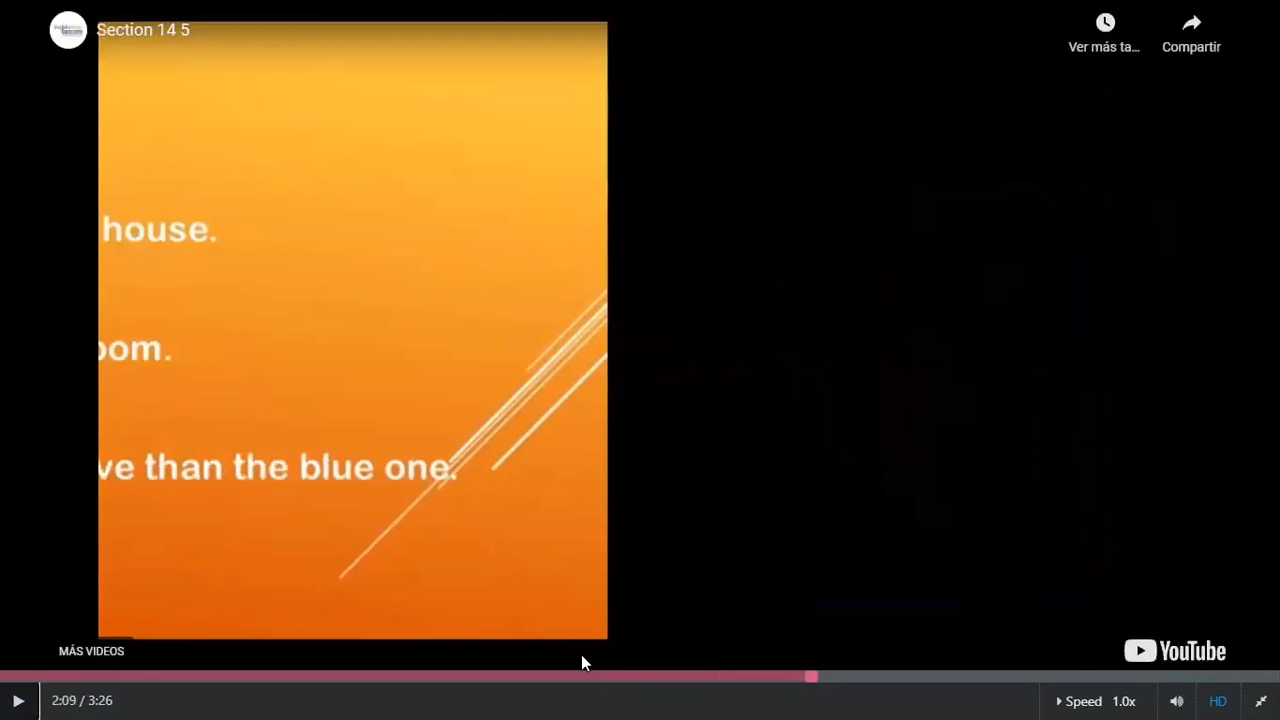 Section 14 5
Ver más ta...
Compartir
house.
oom.
ve than the blue one.
MÁS VIDEOS
YouTube
2:09 / 3:26
Speed 1.0x
HD